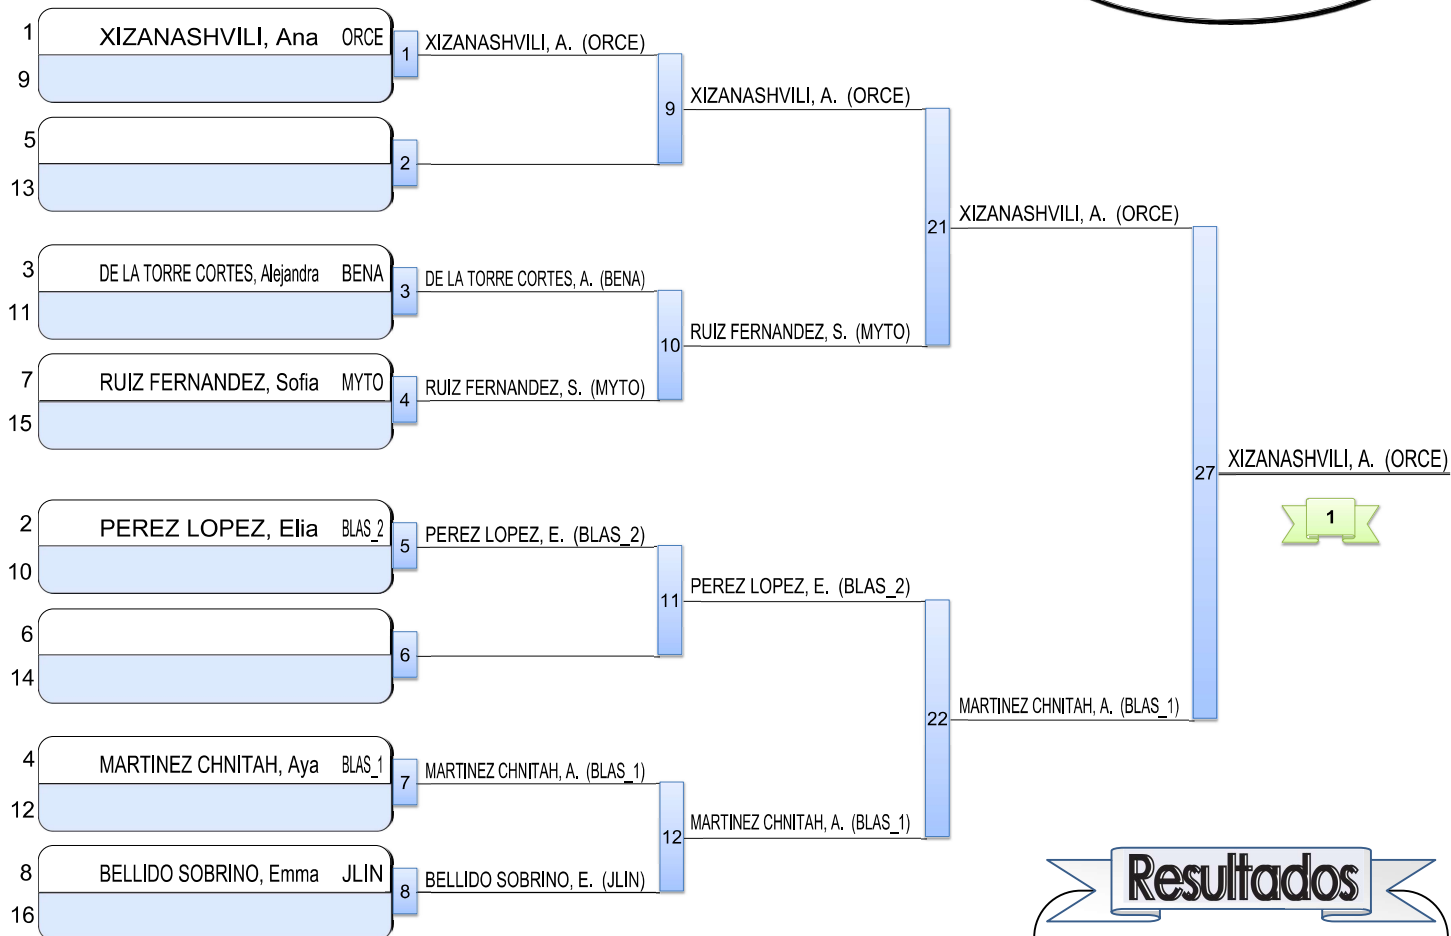 1 XIZANASHVILI, Ana ORCE
9
1 XIZANASHVILI, A. (ORCE)
5
13
2
9 XIZANASHVILI, A. (ORCE)
3 DE LA TORRE CORTES, Alejandra BENA
11
3 DE LA TORRE CORTES, A. (BENA)
7 RUIZ FERNANDEZ, Sofia MYTO
15
4 RUIZ FERNANDEZ, S. (MYTO)
10 RUIZ FERNANDEZ, S. (MYTO)
21 XIZANASHVILI, A. (ORCE)
2 PEREZ LOPEZ, Elia BLAS_2
10
5 PEREZ LOPEZ, E. (BLAS_2)
6
14
6
11 PEREZ LOPEZ, E. (BLAS_2)
4 MARTINEZ CHNITAH, Aya BLAS_1
12
7 MARTINEZ CHNITAH, A. (BLAS_1)
8 BELLIDO SOBRINO, Emma JLIN
16
8 BELLIDO SOBRINO, E. (JLIN)
12 MARTINEZ CHNITAH, A. (BLAS_1)
22 MARTINEZ CHNITAH, A. (BLAS_1)
27 XIZANASHVILI, A. (ORCE)
1
Resultados